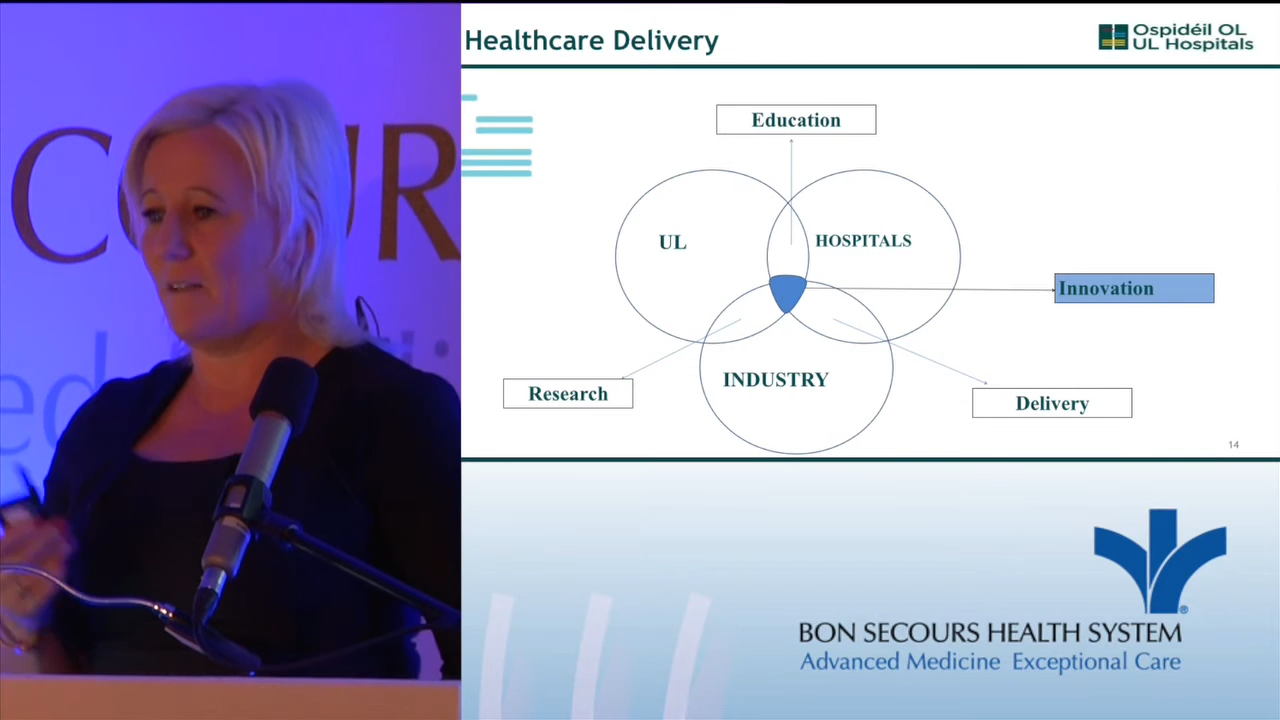 Healthcare Delivery
Ospidéil OL
UL Hospitals
Education
UL
HOSPITALS
Innovation
INDUSTRY
Research
Delivery
14
BON SECOURS HEALTH SYSTEM
Advanced Medicine Exceptional Care